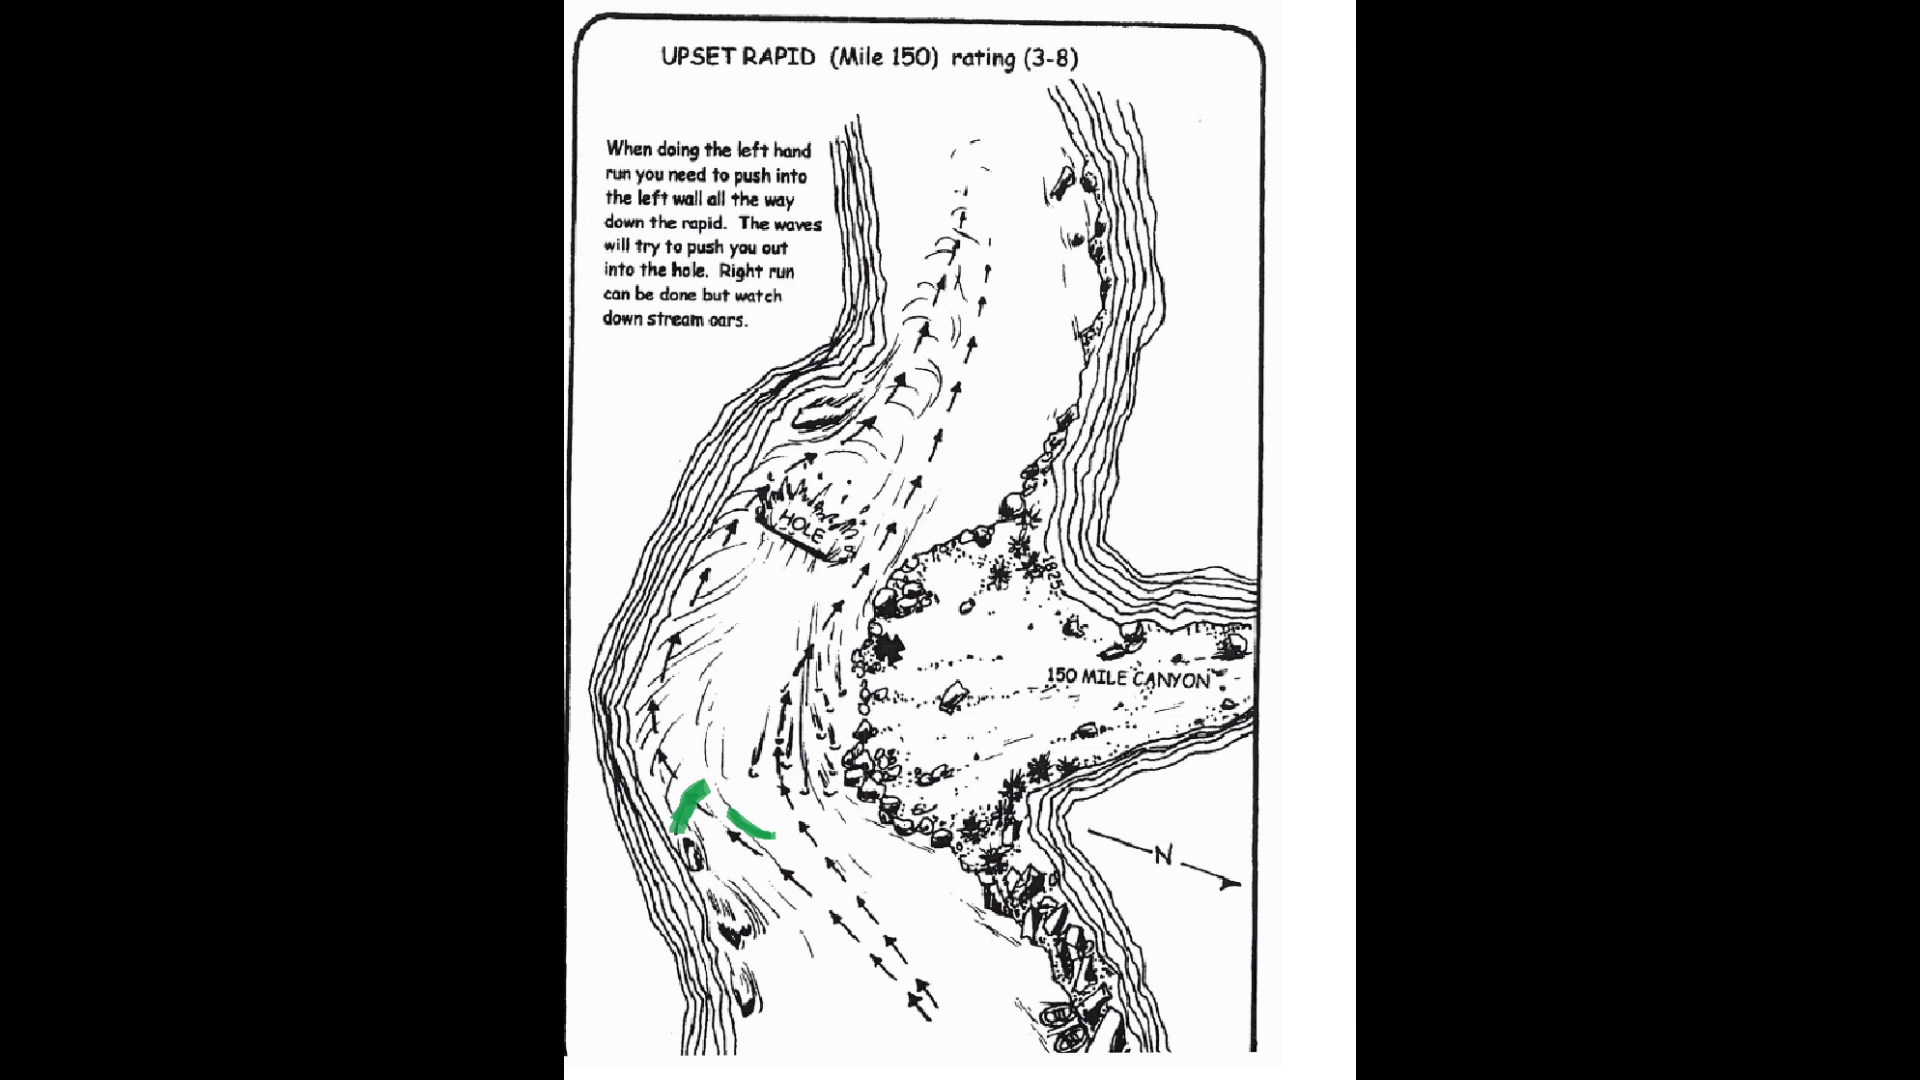 UPSET RAPID (Mile 150) rating (3-8)
When doing the left hand
run you need to push into
the left wall all the way
down the rapid. The waves
will try to push you out
into the hole. Right run
can be done but watch
down stream oars.
HOLE
1825
150 MILE CANYON
N